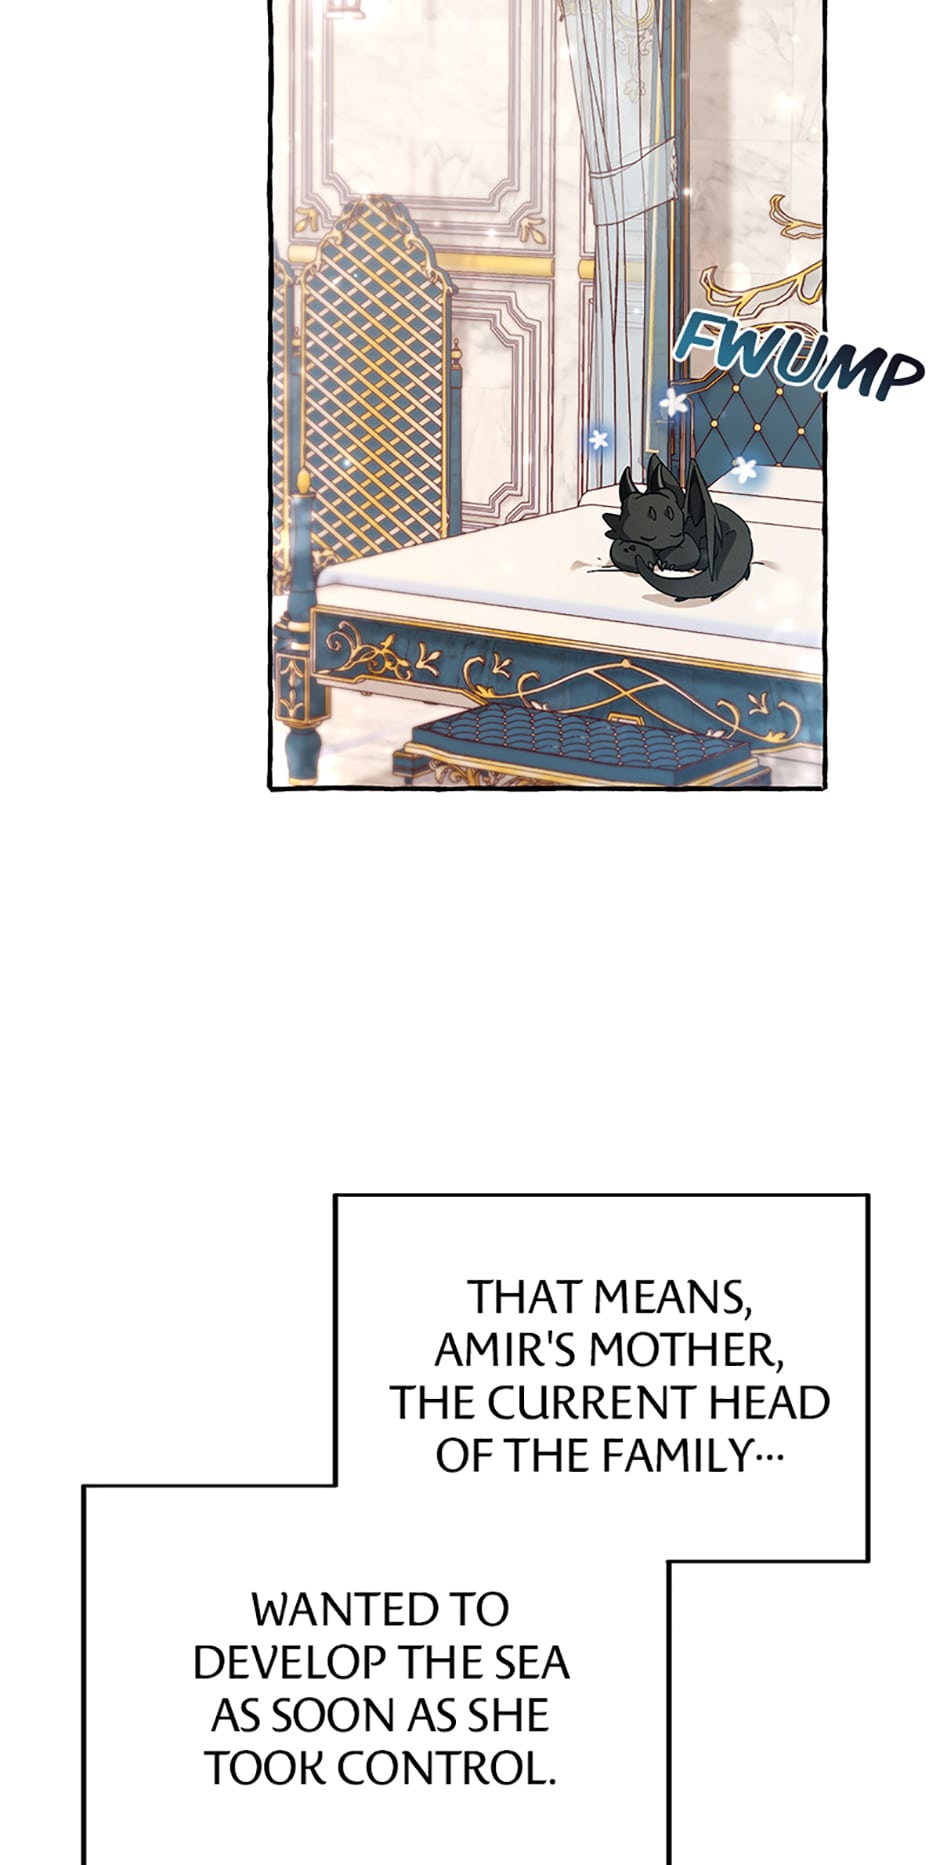 FWUMP
THAT MEANS,
AMIR'S MOTHER,
THE CURRENT HEAD
OF THE FAMILY···
WANTED TO
DEVELOP THE SEA
AS SOON AS SHE
TOOK CONTROL.